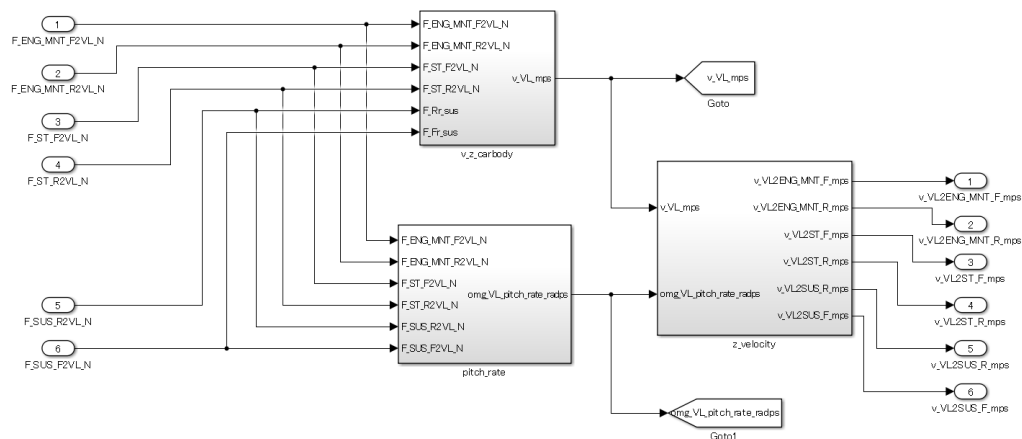 1
F_ENG_MNT_F2VL_N
2
F_ENG_MNT_R2VL_N
3
F_ST_F2VL_N
4
F_ST_R2VL_N
5
F_SUS_R2VL_N
6
F_SUS_F2VL_N
F_ENG_MNT_F2VL_N
F_ENG_MNT_R2VL_N
F_ST_F2VL_N
F_ST_R2VL_N
F_Rr_sus
F_Fr_sus
v_VL_mps
v_z_carbody
v_VL_mps
Goto
F_ENG_MNT_F2VL_N
F_ENG_MNT_R2VL_N
F_ST_F2VL_N
F_ST_R2VL_N
F_SUS_R2VL_N
F_SUS_F2VL_N
omg_VL_pitch_rate_radps
pitch_rate
v_VL_mps
omg_VL_pitch_rate_radps
v_VL2ENG_MNT_F_mps
v_VL2ENG_MNT_R_mps
v_VL2ST_F_mps
v_VL2ST_R_mps
v_VL2SUS_R_mps
v_VL2SUS_F_mps
z_velocity
omg_VL_pitch_rate_radps
Goto1
1
v_VL2ENG_MNT_F_mps
2
v_VL2ENG_MNT_R_mps
3
v_VL2ST_F_mps
4
v_VL2ST_R_mps
5
v_VL2SUS_R_mps
6
v_VL2SUS_F_mps